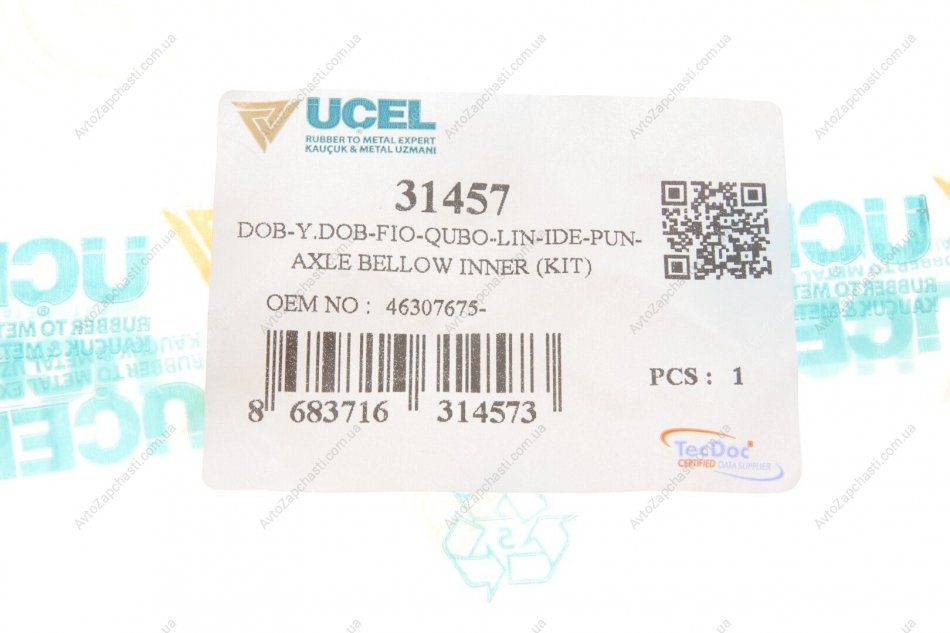 UCEL
RUBBER TO METAL EXPERT
KAUÇUK & METAL UZMANI
31457
DOB-Y.DOB-FIO-QUBO-LIN-IDE-PUN-
AXLE BELLOW INNER (KIT)
OEM NO : 46307675-
PCS : 1
8 683716 314573
TecDoc
CERTIFIED DATA SUPPLIER
AvtoZapchasti.com.ua